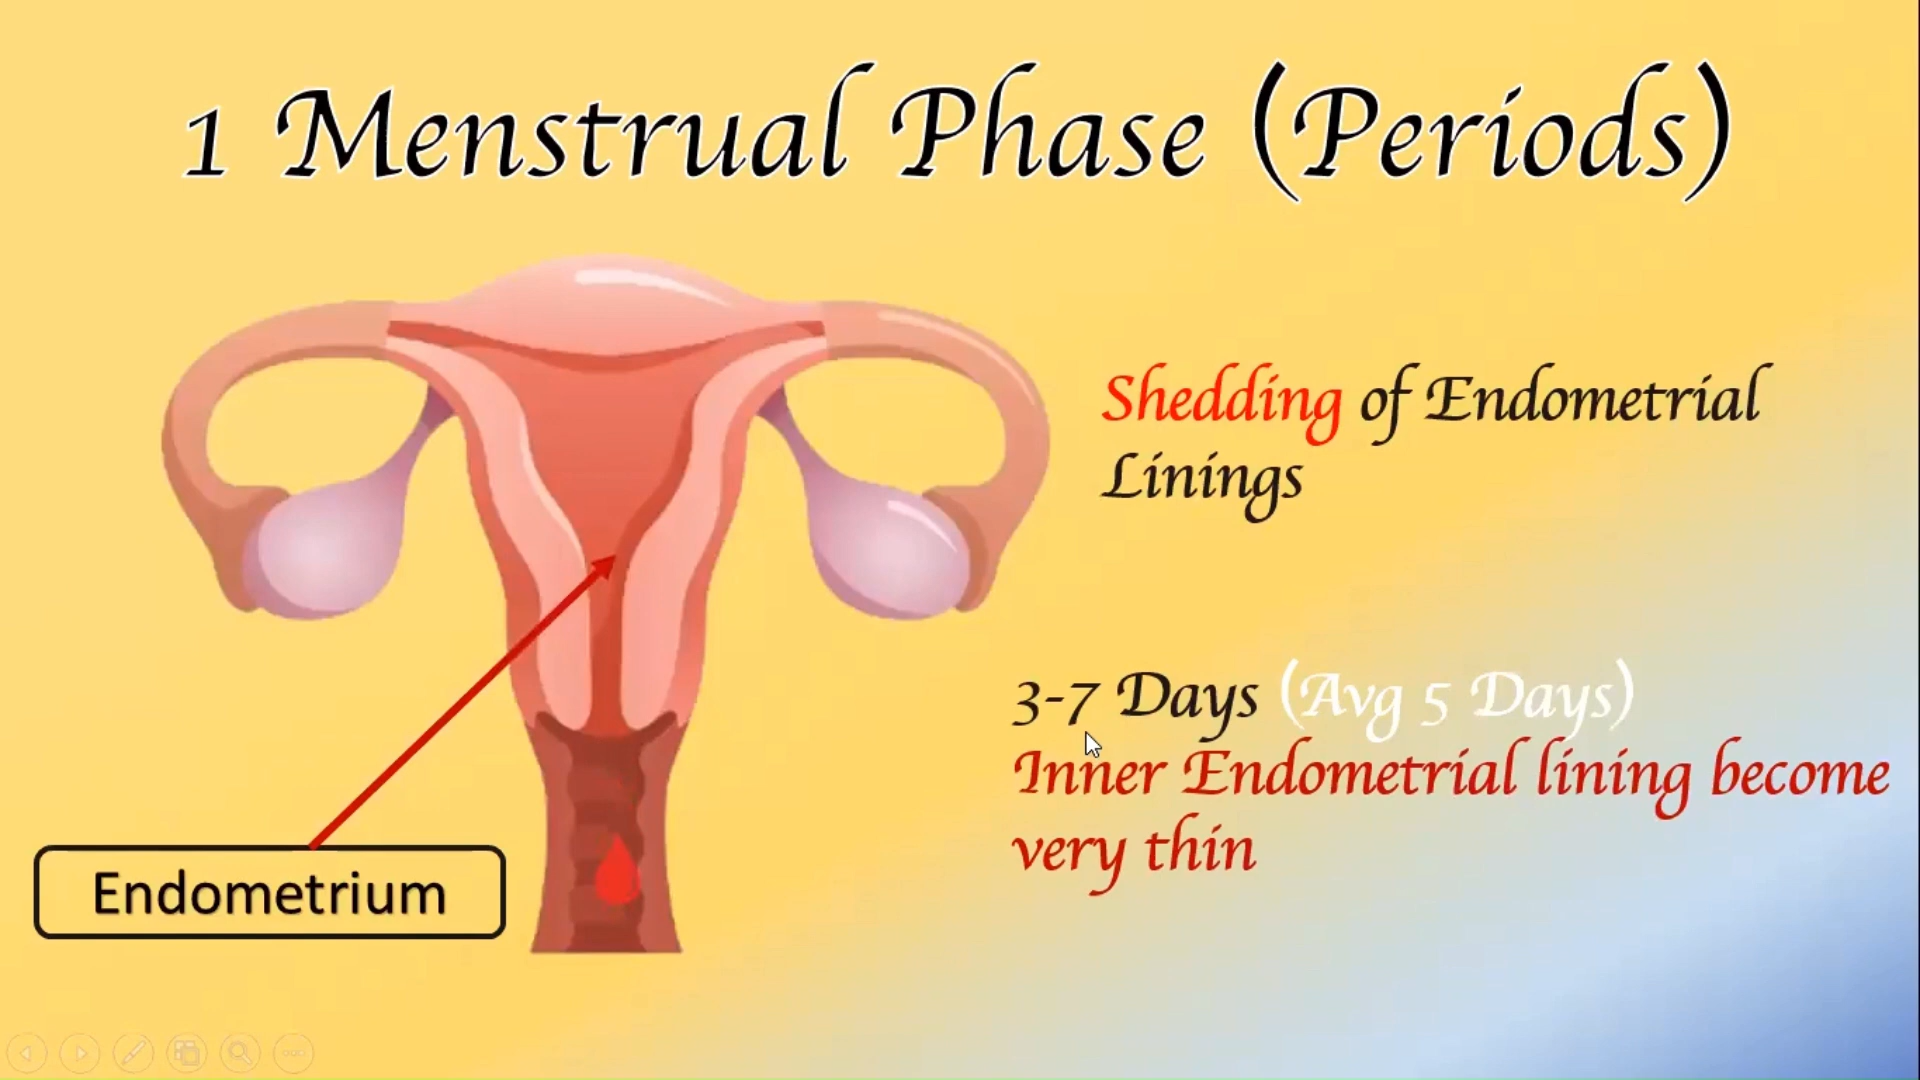 1 Menstrual Phase (Periods)
Shedding of Endometrial
Linings
3-7 Days (Avg 5 Days)
Inner Endometrial lining become
very thin
Endometrium